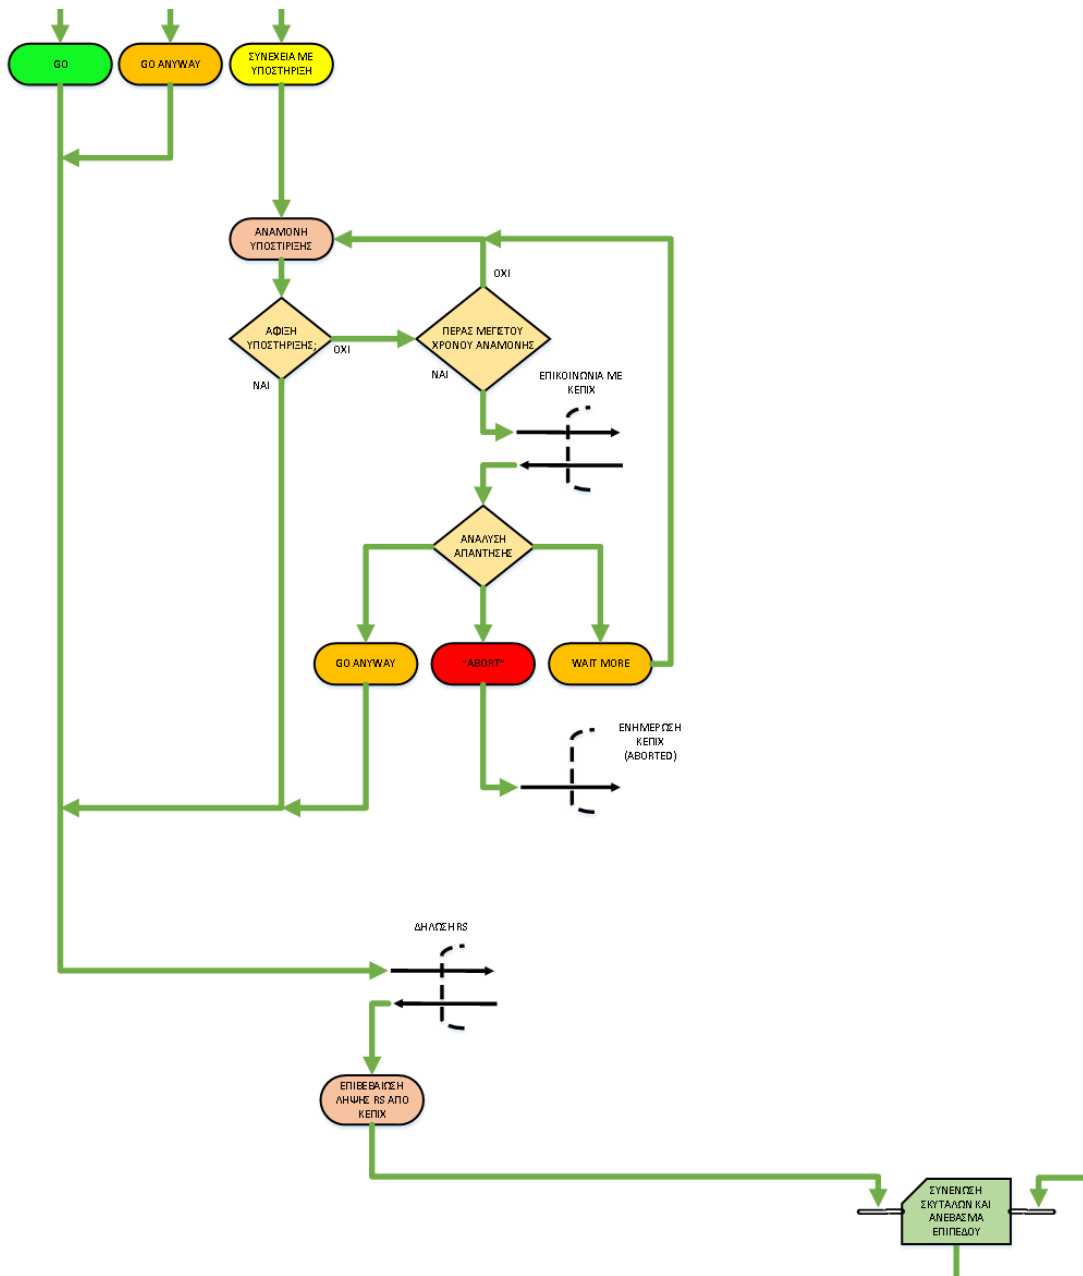 GO
GO ANYWAY
ΣΥΝΕΧΕΙΑ ΜΕ
ΥΠΟΣΤΗΡΙΞΗ
ΑΝΑΜΟΝΗ
ΥΠΟΣΤΙΡΙΞΗΣ
ΟΧΙ
ΑΦΙΞΗ
ΥΠΟΣΤΗΡΙΞΗΣ;
ΟΧΙ
ΝΑΙ
ΠΕΡΑΣ ΜΕΓΙΣΤΟΥ
ΧΡΟΝΟΥ ΑΝΑΜΟΝΗΣ
ΝΑΙ
ΕΠΙΚΟΙΝΩΝΙΑ ΜΕ
ΚΕΠΙΧ
ΑΝΑΛΥΣΗ
ΑΠΑΝΤΗΣΗΣ
GO ANYWAY
"ABORT"
WAIT MORE
ΕΝΗΜΕΡΩΣΗ
ΚΕΠΙΧ
(ABORTED)
ΔΗΛΩΣΗ RS
ΕΠΙΒΕΒΑΙΩΣΗ
ΛΗΨΗΣ RS ΑΠΟ
ΚΕΠΙΧ
ΣΥΝΕΝΩΣΗ
ΣΚΥΤΑΛΩΝ ΚΑΙ
ΑΝΕΒΑΣΜΑ
ΕΠΙΠΕΔΟΥ